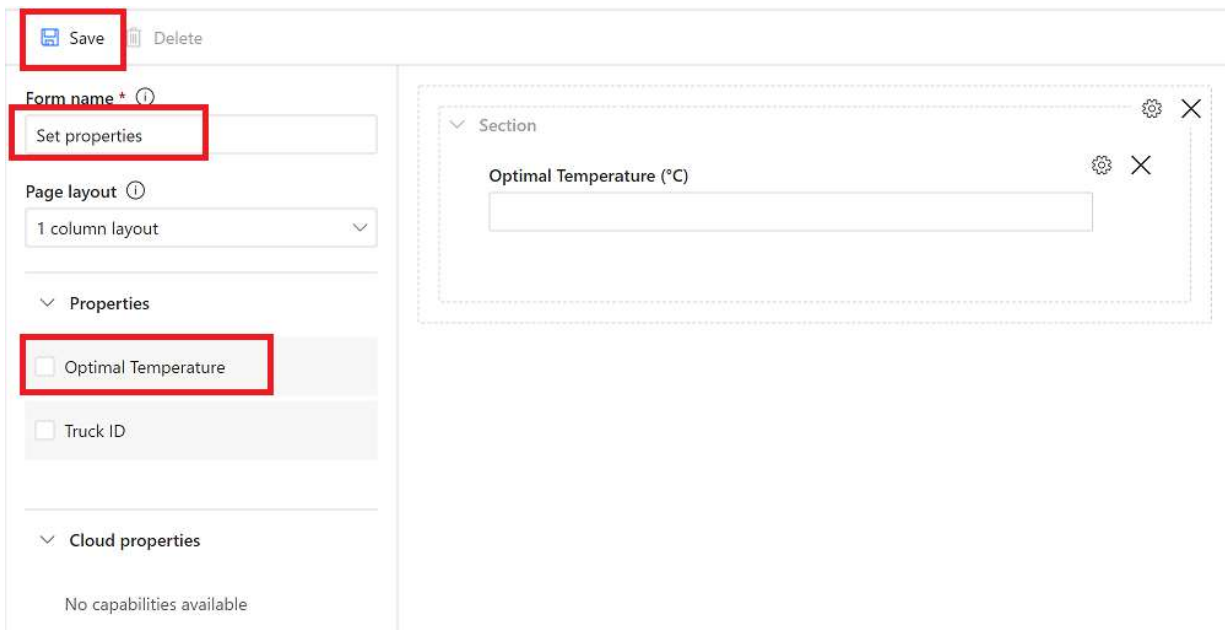 Save Delete
Form name * ⓘ
Set properties
Page layout ⓘ
1 column layout
Properties
Optimal Temperature
Truck ID
Cloud properties
No capabilities available
Section
Optimal Temperature (°C)